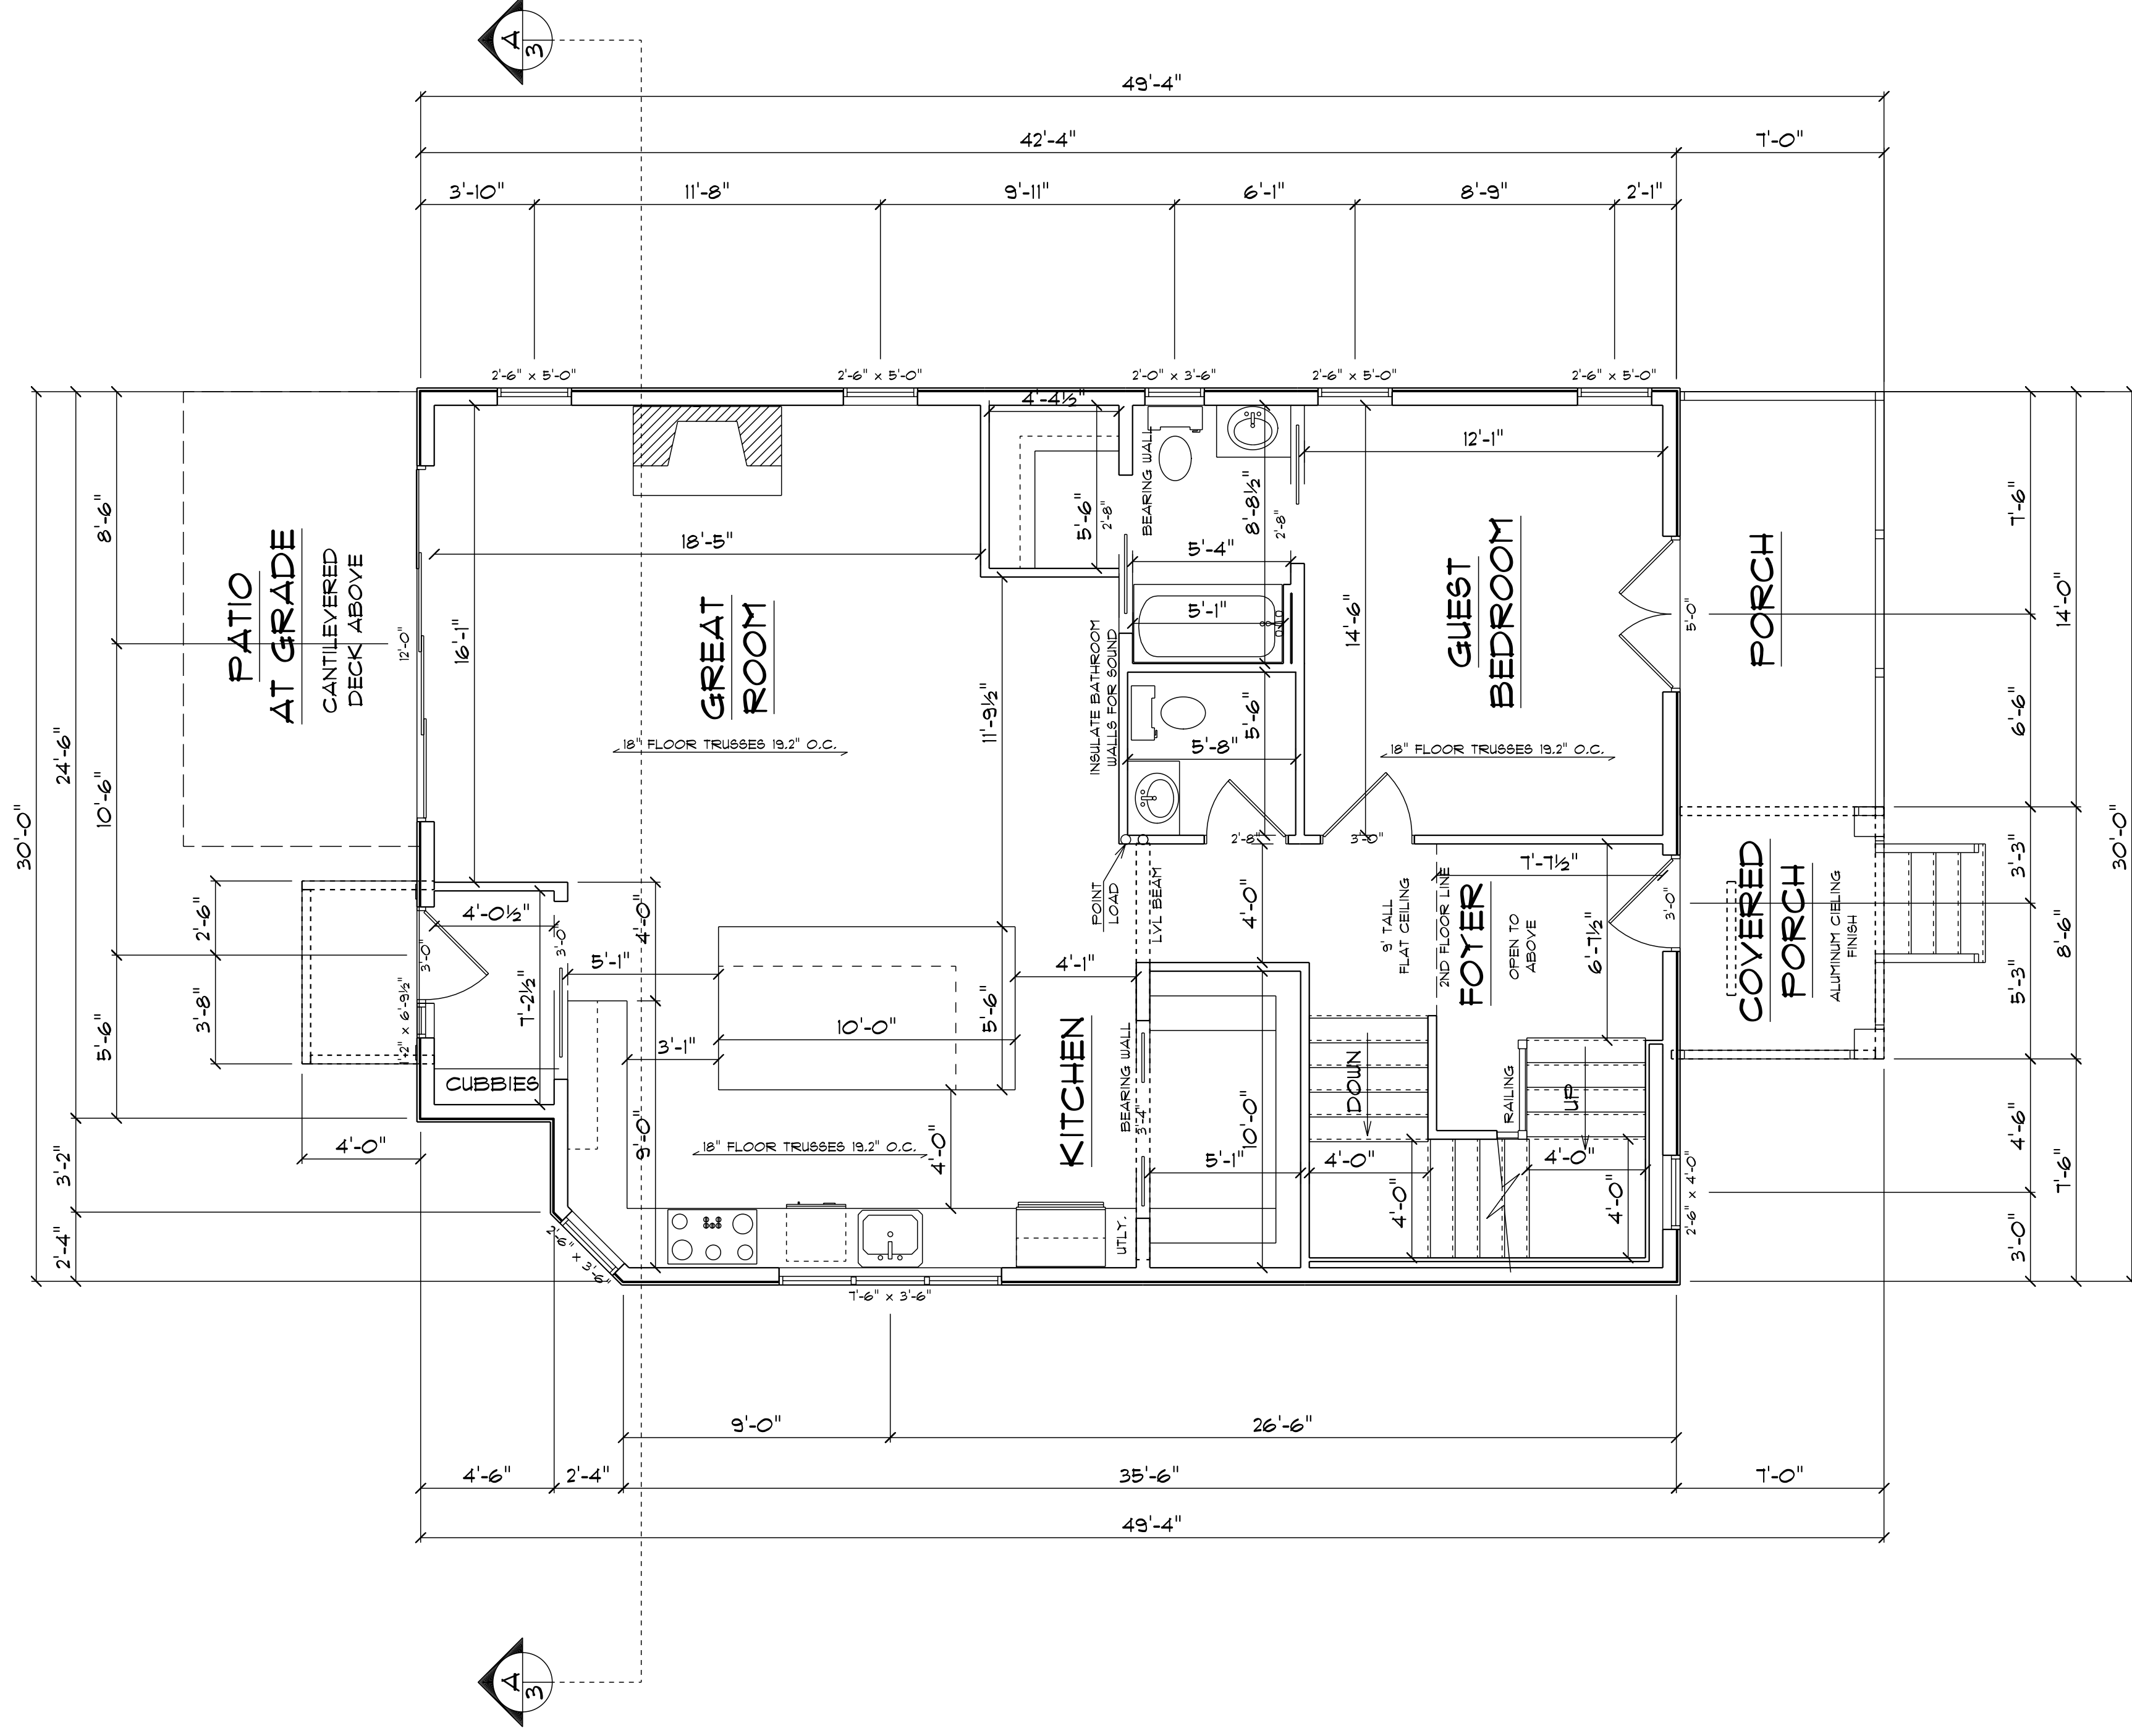 A
3
49'-4"
42'-4"
7'-0"
3'-10"
11'-8"
9'-11"
6'-1"
8'-9"
2'-1"
2'-6" x 5'-0"
2'-6" x 5'-0"
2'-0" x 3'-6"
2'-6" x 5'-0"
2'-6" x 5'-0"
30'-0"
24'-6"
3'-2"
2'-4"
8'-6"
10'-6"
5'-6"
2'-6"
3'-8"
4'-0"
PATIO
AT GRADE
CANTILEVERED
DECK ABOVE
12'-0"
16'-1"
18'-5"
GREAT
ROOM
18" FLOOR TRUSSES 19.2" O.C.
11'-9½"
4'-4½"
5'-6"
2'-8"
BEARING WALL
8'-8½"
2'-8"
5'-4"
5'-1"
INSULATE BATHROOM
WALLS FOR SOUND
5'-6"
5'-8"
2'-8"
12'-1"
14'-6"
GUEST
BEDROOM
18" FLOOR TRUSSES 19.2" O.C.
3'-0"
5'-0"
PORCH
7'-6"
6'-6"
14'-0"
3'-3"
5'-3"
8'-6"
4'-6"
3'-0"
7'-6"
30'-0"
COVERED
PORCH
ALUMINUM CIELING
FINISH
POINT
LOAD
LVL BEAM
4'-0"
9' TALL
FLAT CEILING
2ND FLOOR LINE
FOYER
OPEN TO
ABOVE
7'-7½"
6'-7½"
3'-0"
4'-0½"
3'-0"
3'-0"
7'-2½"
1'-2" x 6'-9½"
CUBBIES
5'-1"
4'-0"
3'-1"
10'-0"
5'-6"
4'-1"
9'-0"
4'-0"
18" FLOOR TRUSSES 19.2" O.C.
KITCHEN
BEARING WALL
3'-4"
UTLY.
10'-0"
5'-1"
DOWN
4'-0"
4'-0"
RAILING
UP
4'-0"
4'-0"
2'-6" x 4'-0"
2'-6" x 3'-6"
7'-6" x 3'-6"
9'-0"
26'-6"
4'-6"
2'-4"
35'-6"
7'-0"
49'-4"
A
3